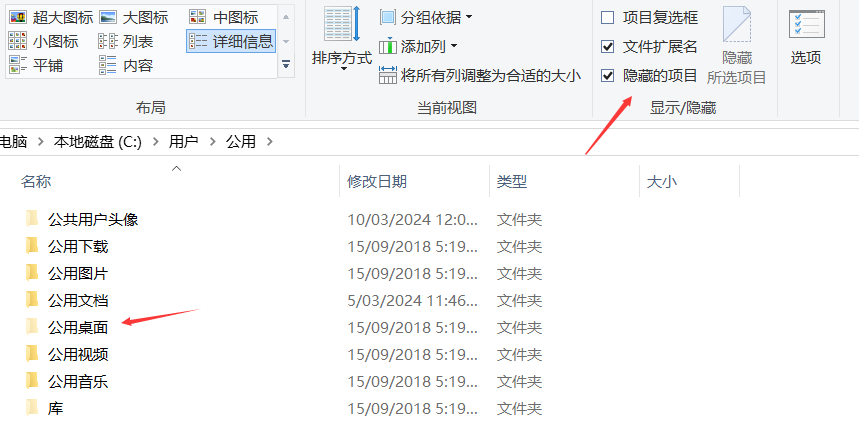 超大图标 大图标 中图标
小图标 列表 详细信息
平铺 内容
布局
排序方式
分组依据
添加列
将所有列调整为合适的大小
当前视图
项目复选框
文件扩展名
隐藏的项目
隐藏
所选项目
显示/隐藏
选项
电脑 > 本地磁盘 (C:) > 用户 > 公用 >
名称 修改日期 类型 大小
公共用户头像 10/03/2024 12:0... 文件夹
公用下载 15/09/2018 5:19... 文件夹
公用图片 15/09/2018 5:19... 文件夹
公用文档 5/03/2024 11:46... 文件夹
公用桌面 15/09/2018 5:19... 文件夹
公用视频 15/09/2018 5:19... 文件夹
公用音乐 15/09/2018 5:19... 文件夹
库 15/09/2018 5:19... 文件夹